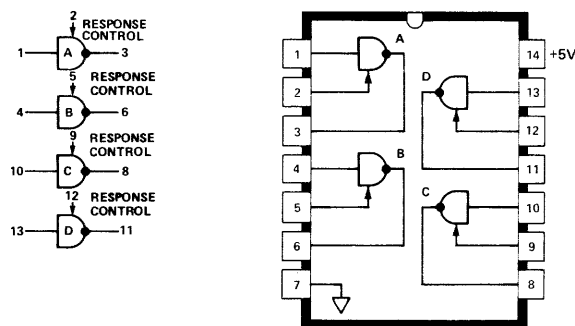 2 RESPONSE
CONTROL
1 A 3
5 RESPONSE
CONTROL
4 B 6
9 RESPONSE
CONTROL
10 C 8
12 RESPONSE
CONTROL
13 D 11
A
1 14 +5V
D
2 13
3 12
B
4 11
C
5 10
6 9
7 8